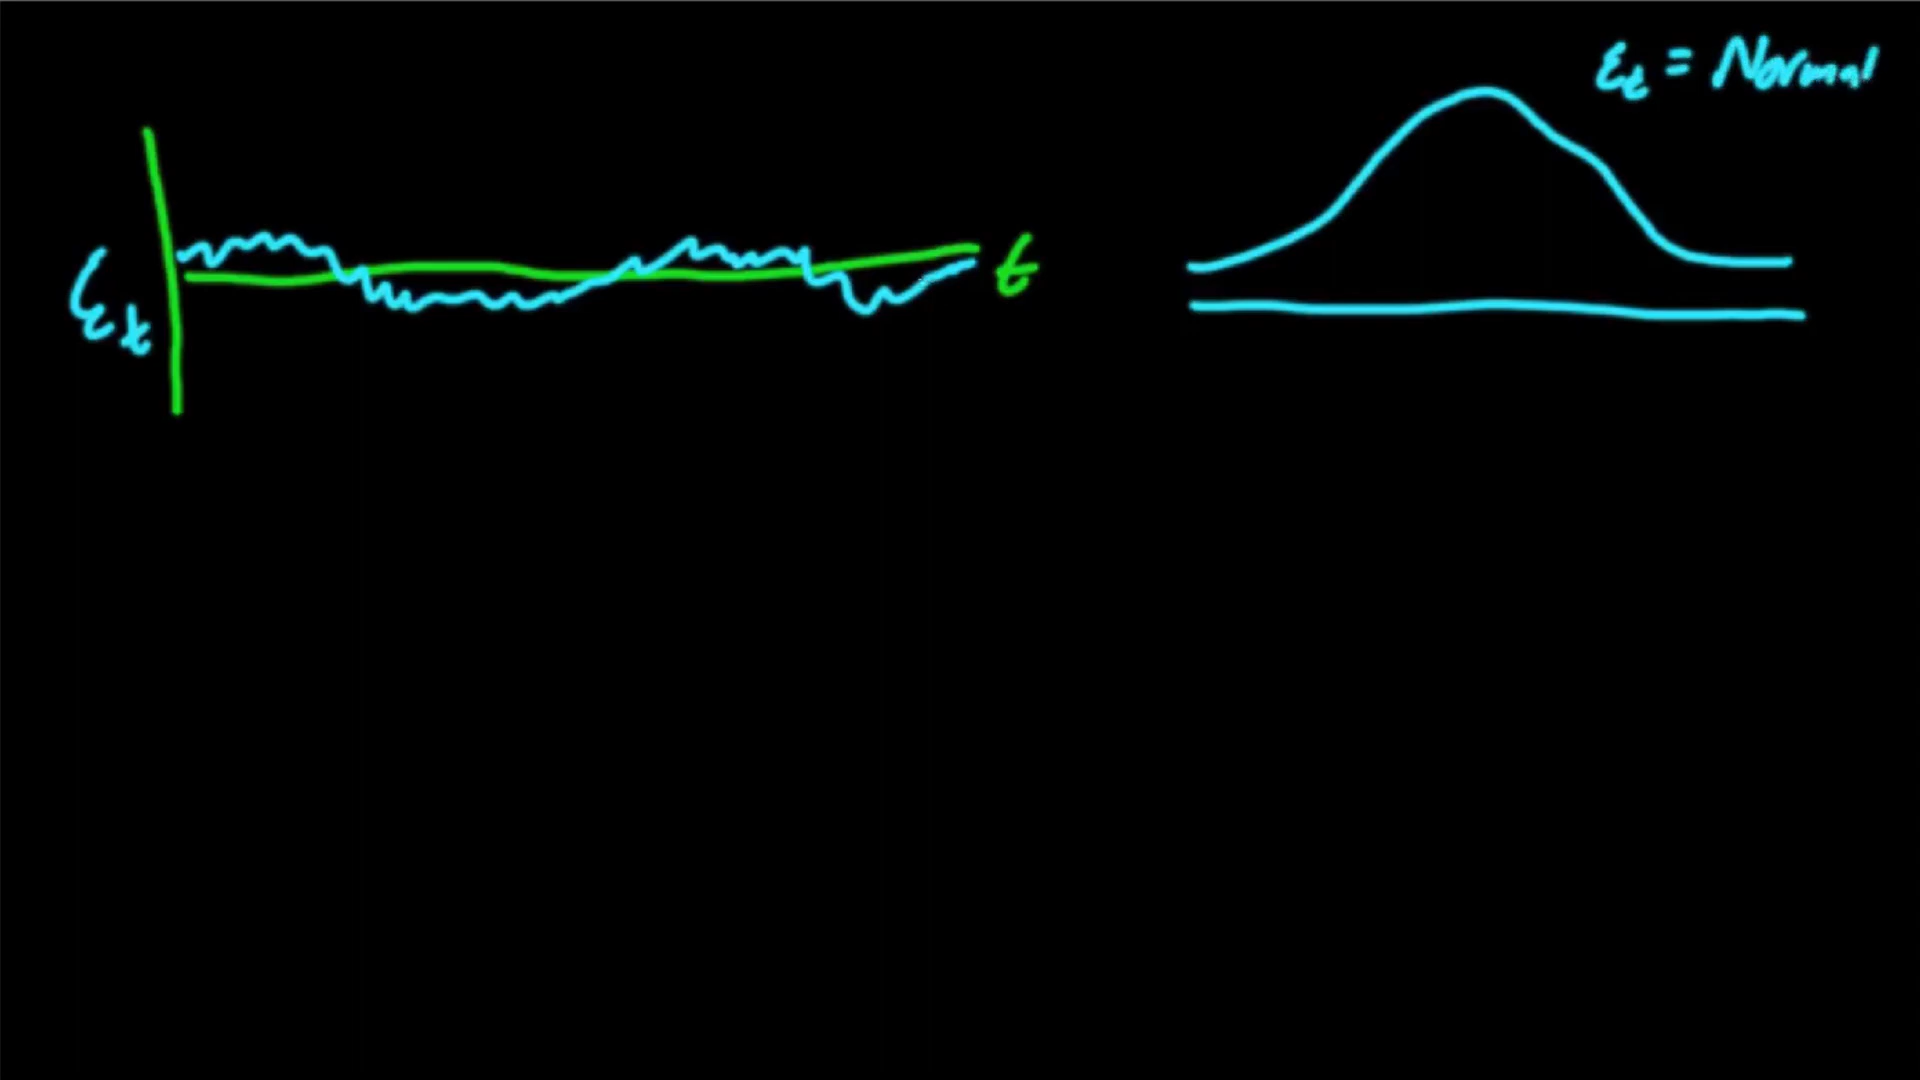 εt = Normal
εt
t